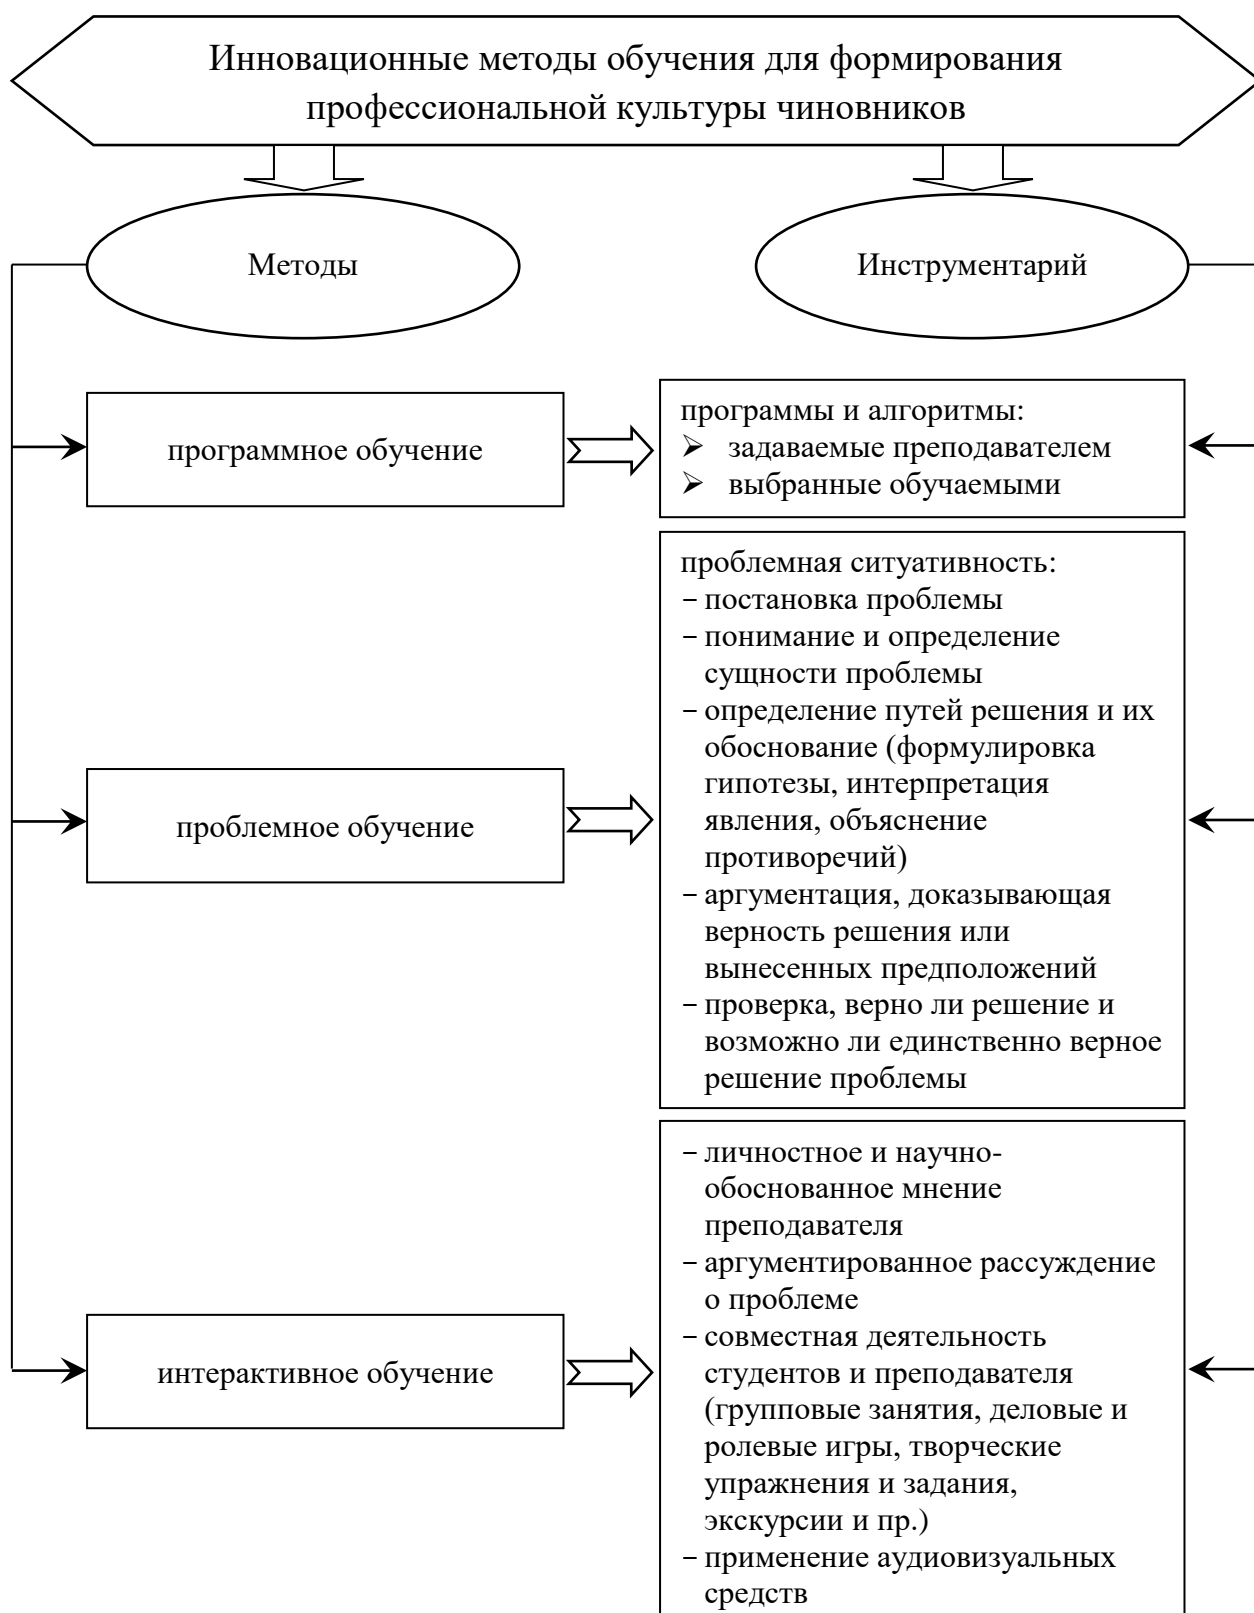 Инновационные методы обучения для формирования
профессиональной культуры чиновников
Методы
Инструментарий
программное обучение
программы и алгоритмы:
➢ задаваемые преподавателем
➢ выбранные обучаемыми
проблемное обучение
проблемная ситуативность:
− постановка проблемы
− понимание и определение
сущности проблемы
− определение путей решения и их
обоснование (формулировка
гипотезы, интерпретация
явления, объяснение
противоречий)
− аргументация, доказывающая
верность решения или
вынесенных предположений
− проверка, верно ли решение и
возможно ли единственно верное
решение проблемы
интерактивное обучение
− личностное и научно-
обоснованное мнение
преподавателя
− аргументированное рассуждение
о проблеме
− совместная деятельность
студентов и преподавателя
(групповые занятия, деловые и
ролевые игры, творческие
упражнения и задания,
экскурсии и пр.)
− применение аудиовизуальных
средств